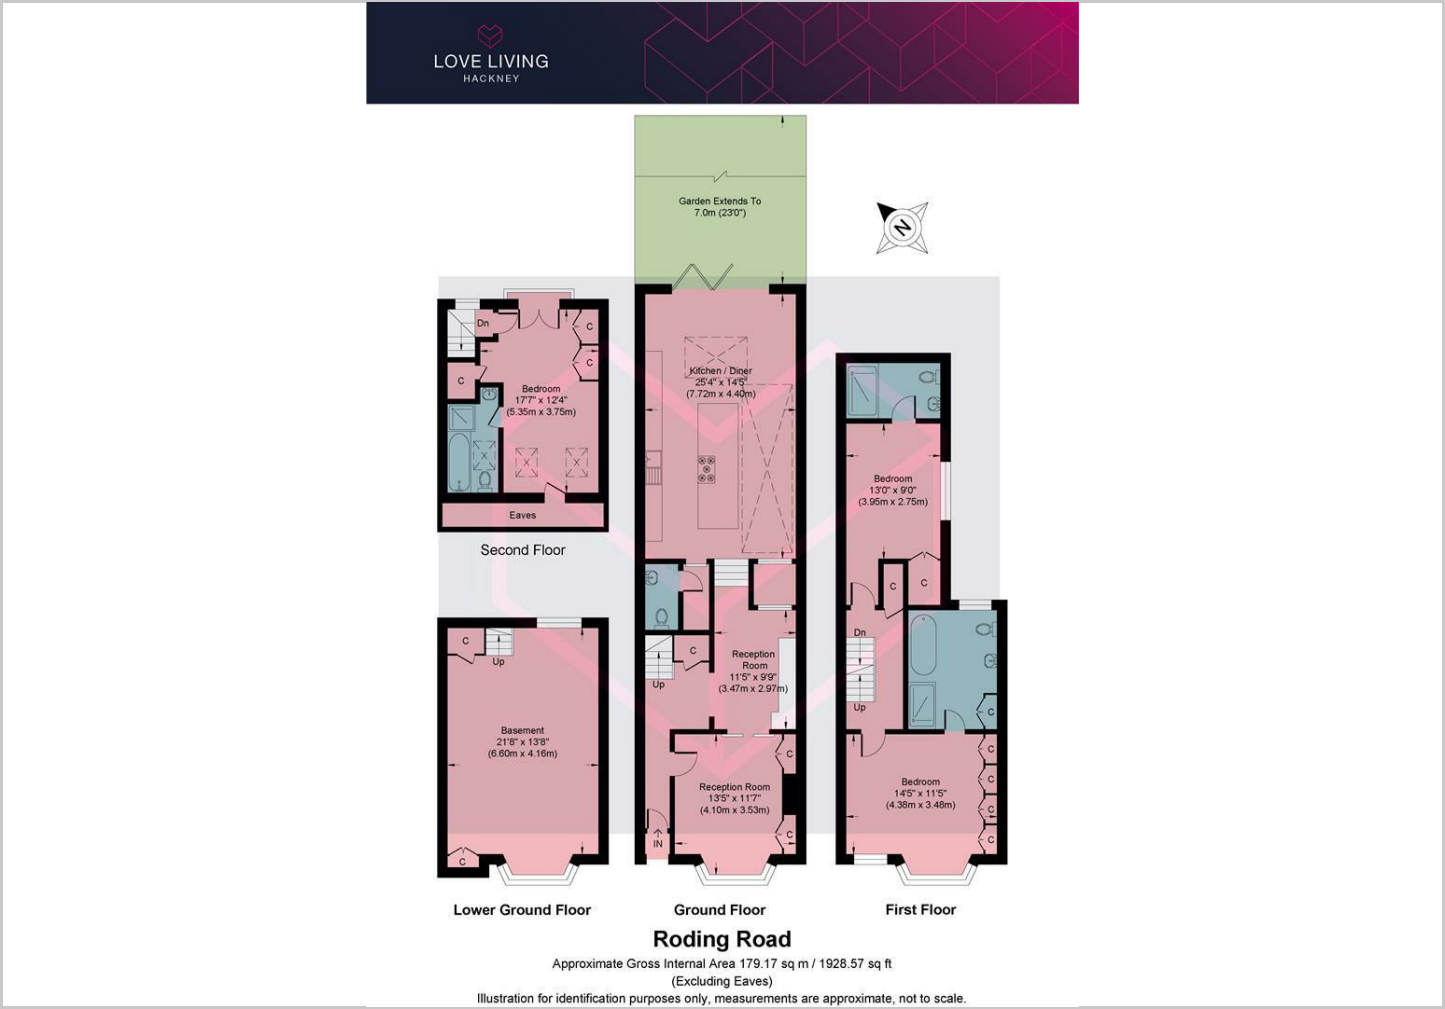 LOVE LIVING
HACKNEY
Garden Extends To
7.0m (23'0")
N
Dn
C
C
C
Bedroom
17'7" x 12'4"
(5.35m x 3.75m)
Eaves
Second Floor
Kitchen / Diner
25'4" x 14'5"
(7.72m x 4.40m)
Bedroom
13'0" x 9'0"
(3.95m x 2.75m)
C
C
C
Up
Basement
21'8" x 13'8"
(6.60m x 4.16m)
C
Lower Ground Floor
C
Up
Reception
Room
11'5" x 9'9"
(3.47m x 2.97m)
Reception Room
13'5" x 11'7"
(4.10m x 3.53m)
C
C
IN
Ground Floor
Dn
Up
C
Bedroom
14'5" x 11'5"
(4.38m x 3.48m)
C
C
C
C
First Floor
Roding Road
Approximate Gross Internal Area 179.17 sq m / 1928.57 sq ft
(Excluding Eaves)
Illustration for identification purposes only, measurements are approximate, not to scale.